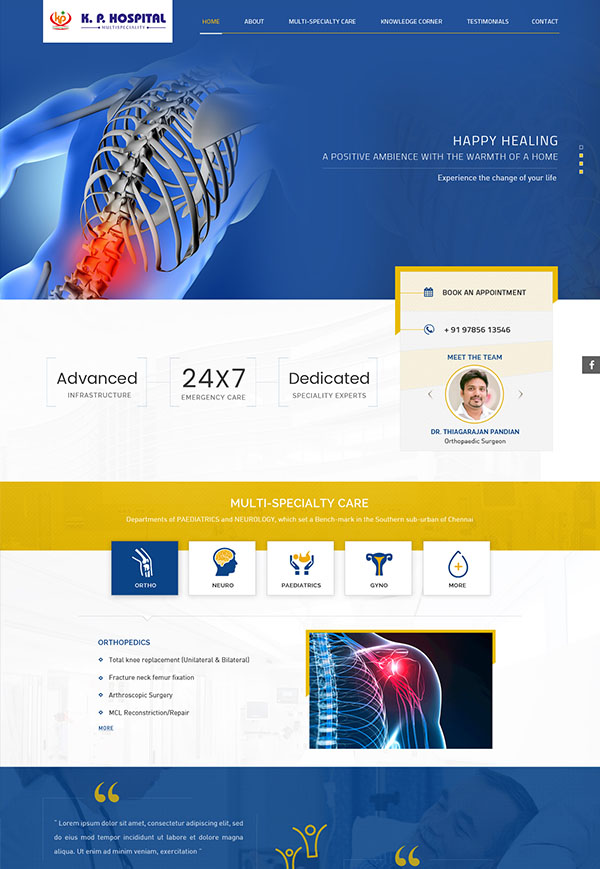 K. P. HOSPITAL
MULTISPECIALITY
HOME ABOUT MULTI-SPECIALTY CARE KNOWLEDGE CORNER TESTIMONIALS CONTACT
HAPPY HEALING
A POSITIVE AMBIENCE WITH THE WARMTH OF A HOME
Experience the change of your life
BOOK AN APPOINTMENT
+ 91 97856 13546
MEET THE TEAM
DR. THIAGARAJAN PANDIAN
Orthopaedic Surgeon
Advanced
INFRASTRUCTURE
24X7
EMERGENCY CARE
Dedicated
SPECIALITY EXPERTS
f
MULTI-SPECIALTY CARE
Departments of PAEDIATRICS and NEUROLOGY, which set a Bench-mark in the Southern sub-urban of Chennai
ORTHO NEURO PAEDIATRICS GYNO MORE
ORTHOPEDICS
Total knee replacement (Unilateral & Bilateral)
Fracture neck femur fixation
Arthroscopic Surgery
MCL Reconstriction/Repair
MORE
“ Lorem ipsum dolor sit amet, consectetur adipiscing elit, sed
do eius mod tempor incididunt ut labore et dolore magna
aliqua. Ut enim ad minim veniam, exercitation ”